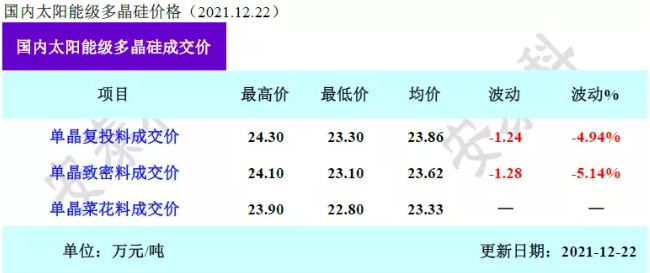 国内太阳能级多晶硅价格（2021.12.22）
国内太阳能级多晶硅成交价
项目 最高价 最低价 均价 波动 波动%
单晶复投料成交价 24.30 23.30 23.86 -1.24 -4.94%
单晶致密料成交价 24.10 23.10 23.62 -1.28 -5.14%
单晶菜花料成交价 23.90 22.80 23.33 — —
单位：万元/吨 更新日期：2021-12-22